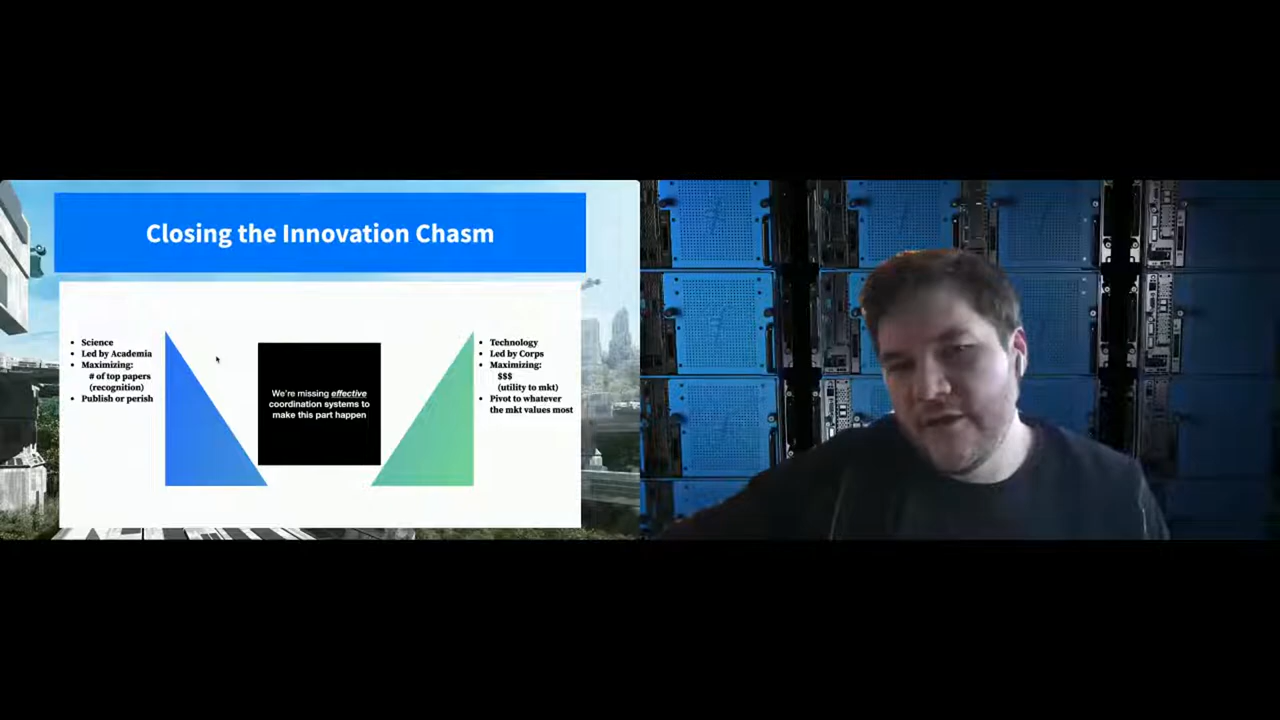 Closing the Innovation Chasm
• Science
• Led by Academia
• Maximizing:
# of top papers
(recognition)
• Publish or perish
We're missing effective
coordination systems to
make this part happen
• Technology
• Led by Corps
• Maximizing:
$$$
(utility to mkt)
• Pivot to whatever
the mkt values most